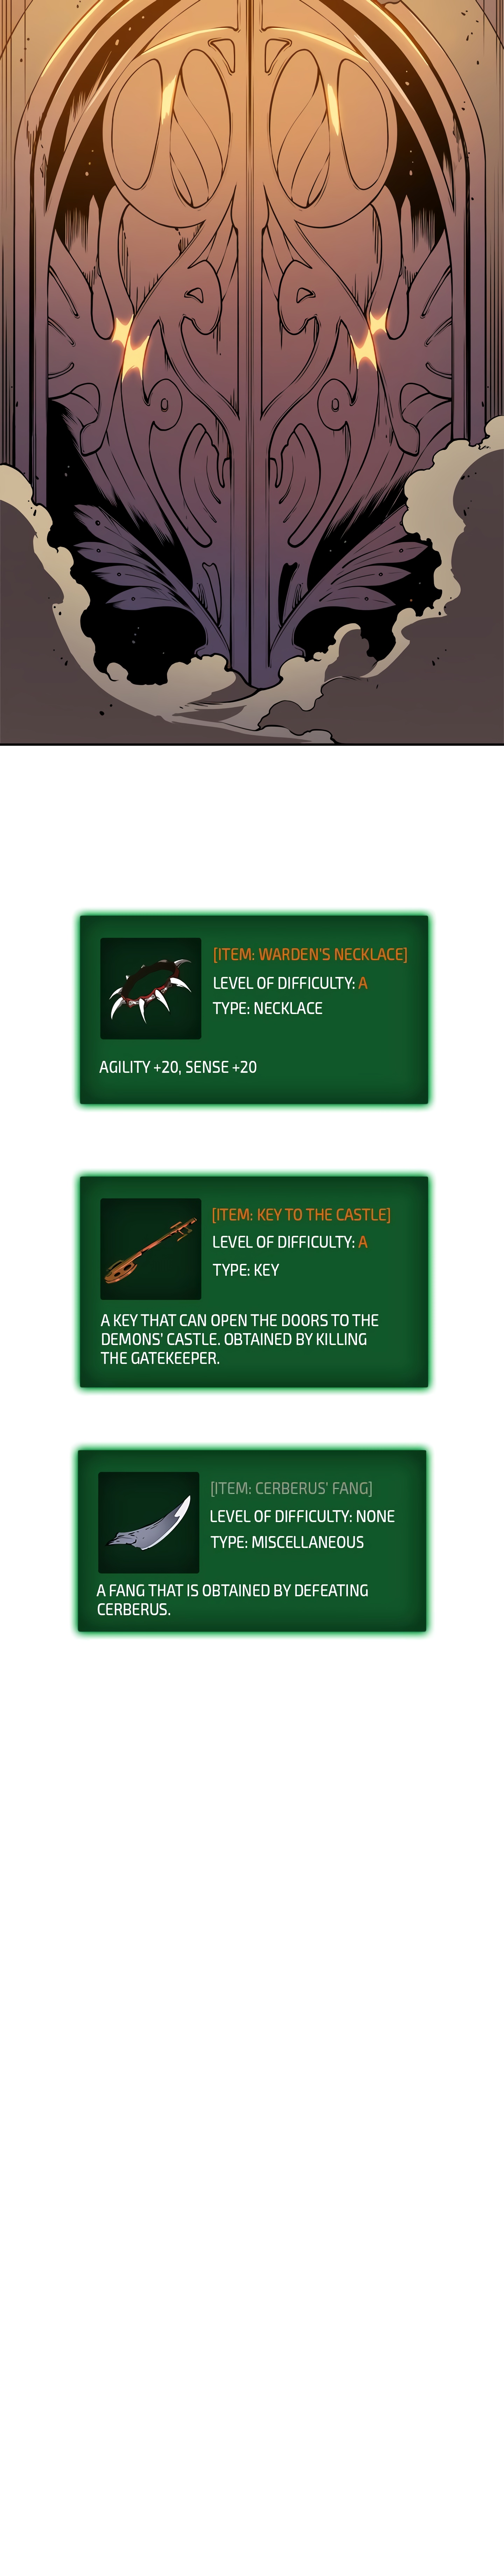 [ITEM: WARDEN'S NECKLACE]
LEVEL OF DIFFICULTY: A
TYPE: NECKLACE
AGILITY +20, SENSE +20
[ITEM: KEY TO THE CASTLE]
LEVEL OF DIFFICULTY: A
TYPE: KEY
A KEY THAT CAN OPEN THE DOORS TO THE
DEMONS' CASTLE. OBTAINED BY KILLING
THE GATEKEEPER.
[ITEM: CERBERUS' FANG]
LEVEL OF DIFFICULTY: NONE
TYPE: MISCELLANEOUS
A FANG THAT IS OBTAINED BY DEFEATING
CERBERUS.